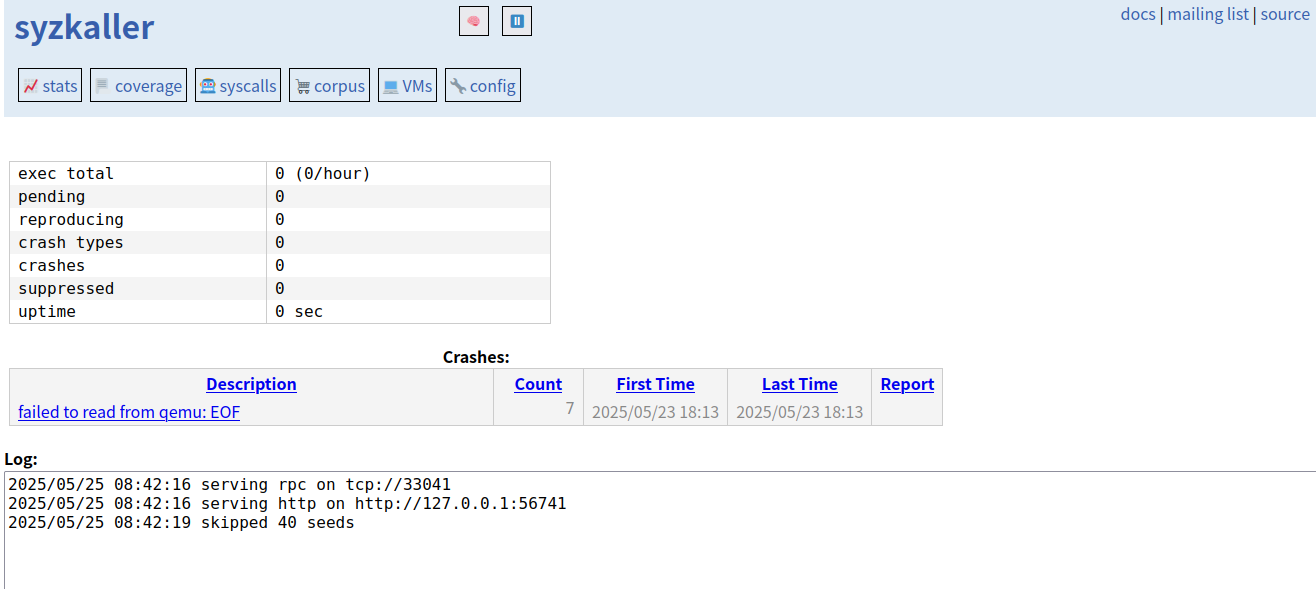 syzkaller
docs | mailing list | source
stats coverage syscalls corpus VMs config
exec total 0 (0/hour)
pending 0
reproducing 0
crash types 0
crashes 0
suppressed 0
uptime 0 sec
Crashes:
Description Count First Time Last Time Report
failed to read from qemu: EOF 7 2025/05/23 18:13 2025/05/23 18:13
Log:
2025/05/25 08:42:16 serving rpc on tcp://33041
2025/05/25 08:42:16 serving http on http://127.0.0.1:56741
2025/05/25 08:42:19 skipped 40 seeds